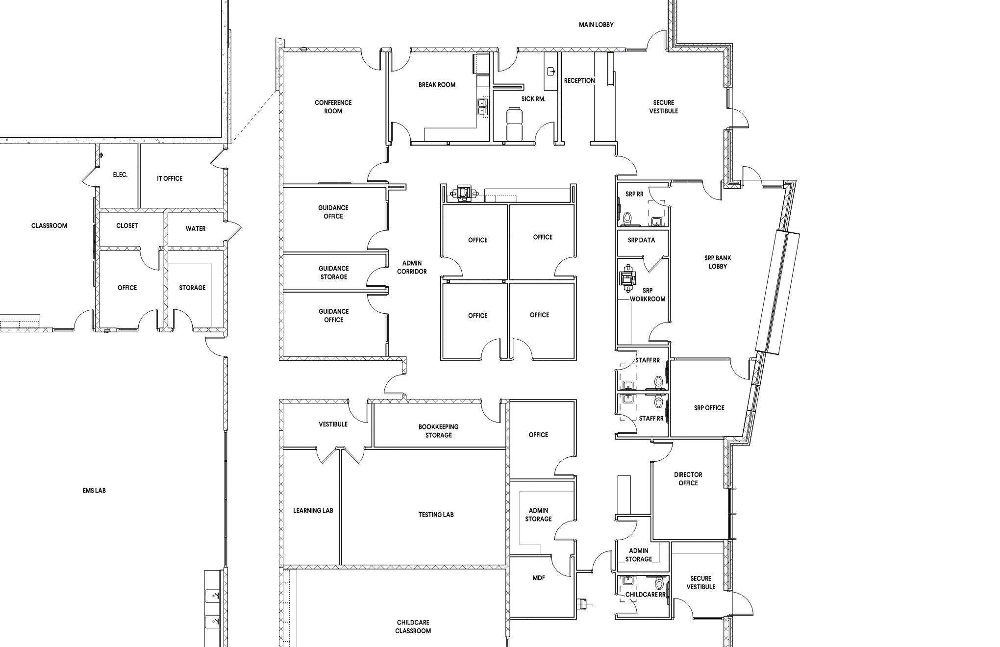 MAIN LOBBY
BREAK ROOM
RECEPTION
SICK RM.
CONFERENCE
ROOM
SECURE
VESTIBULE
ELEC.
IT OFFICE
SRP RR
GUIDANCE
OFFICE
CLASSROOM
CLOSET
WATER
OFFICE
OFFICE
SRP DATA
SRP BANK
LOBBY
ADMIN
CORRIDOR
GUIDANCE
STORAGE
OFFICE
STORAGE
SRP
WORKROOM
GUIDANCE
OFFICE
OFFICE
OFFICE
STAFF RR
SRP OFFICE
STAFF RR
VESTIBULE
BOOKKEEPING
STORAGE
OFFICE
DIRECTOR
OFFICE
EMS LAB
LEARNING LAB
TESTING LAB
ADMIN
STORAGE
ADMIN
STORAGE
MDF
SECURE
VESTIBULE
CHILDCARE RR
CHILDCARE
CLASSROOM